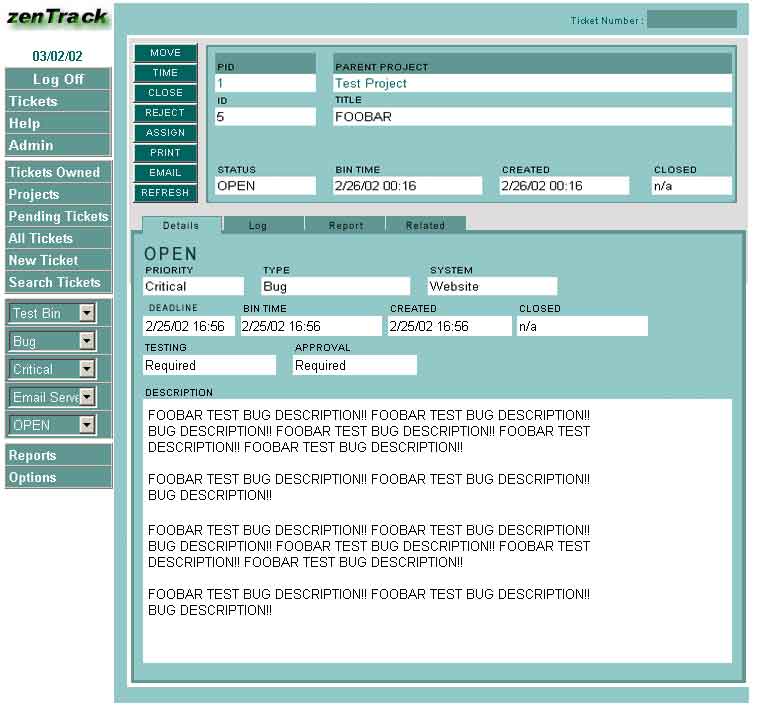 zenTrack
Ticket Number :
03/02/02
Log Off
Tickets
Help
Admin
Tickets Owned
Projects
Pending Tickets
All Tickets
New Ticket
Search Tickets
Test Bin
Bug
Critical
Email Serve
OPEN
Reports
Options
MOVE
TIME
CLOSE
REJECT
ASSIGN
PRINT
EMAIL
REFRESH
PID PARENT PROJECT
1 Test Project
ID TITLE
5 FOOBAR
STATUS BIN TIME CREATED CLOSED
OPEN 2/26/02 00:16 2/26/02 00:16 n/a
Details Log Report Related
OPEN
PRIORITY TYPE SYSTEM
Critical Bug Website
DEADLINE BIN TIME CREATED CLOSED
2/25/02 16:56 2/25/02 16:56 2/25/02 16:56 n/a
TESTING APPROVAL
Required Required
DESCRIPTION
FOOBAR TEST BUG DESCRIPTION!! FOOBAR TEST BUG DESCRIPTION!!
BUG DESCRIPTION!! FOOBAR TEST BUG DESCRIPTION!! FOOBAR TEST
DESCRIPTION!! FOOBAR TEST BUG DESCRIPTION!!
FOOBAR TEST BUG DESCRIPTION!! FOOBAR TEST BUG DESCRIPTION!!
BUG DESCRIPTION!!
FOOBAR TEST BUG DESCRIPTION!! FOOBAR TEST BUG DESCRIPTION!!
BUG DESCRIPTION!! FOOBAR TEST BUG DESCRIPTION!! FOOBAR TEST
DESCRIPTION!! FOOBAR TEST BUG DESCRIPTION!!
FOOBAR TEST BUG DESCRIPTION!! FOOBAR TEST BUG DESCRIPTION!!
BUG DESCRIPTION!!